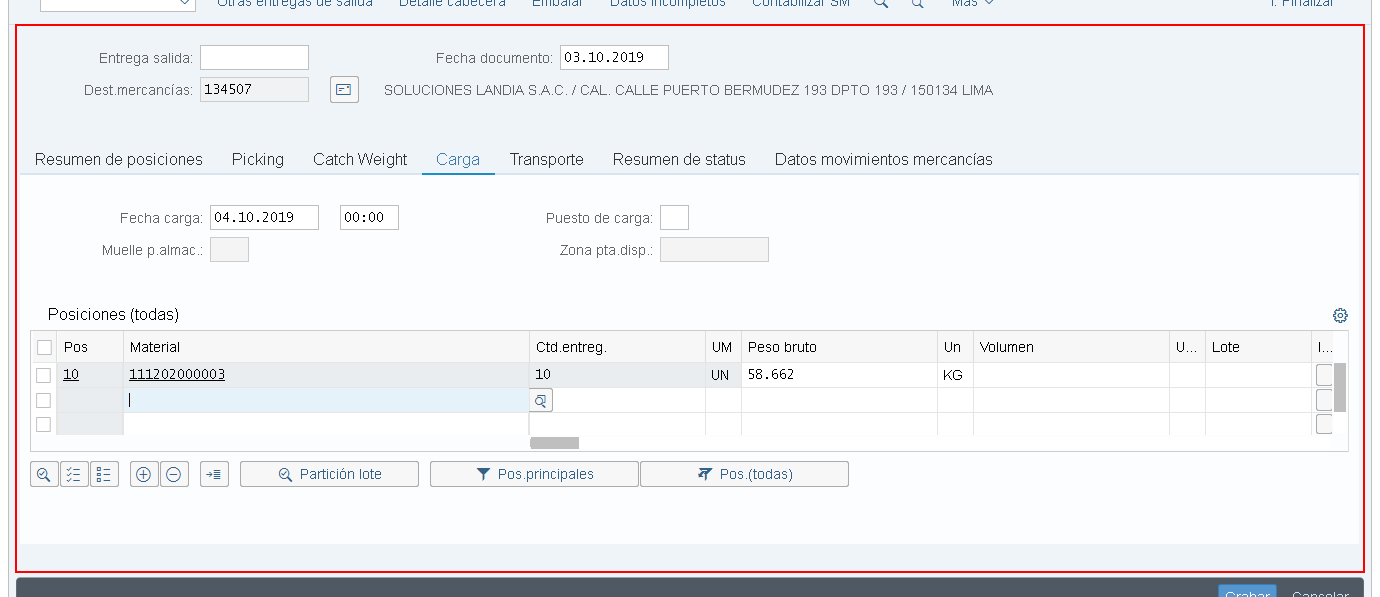 Otras entregas de salida Detalle cabecera Embalar Datos incompletos Contabilizar SM Más T. Finalizar
Entrega salida: Fecha documento: 03.10.2019
Dest.mercancías: 134507 SOLUCIONES LANDIA S.A.C. / CAL. CALLE PUERTO BERMUDEZ 193 DPTO 193 / 150134 LIMA
Resumen de posiciones Picking Catch Weight Carga Transporte Resumen de status Datos movimientos mercancías
Fecha carga: 04.10.2019 00:00 Puesto de carga:
Muelle p.almac.: Zona pta.disp.:
Posiciones (todas)
Pos Material Ctd.entreg. UM Peso bruto Un Volumen U... Lote I...
10 111202000003 10 UN 58.662 KG
Partición lote Pos.principales Pos.(todas)
Grabar Cancelar